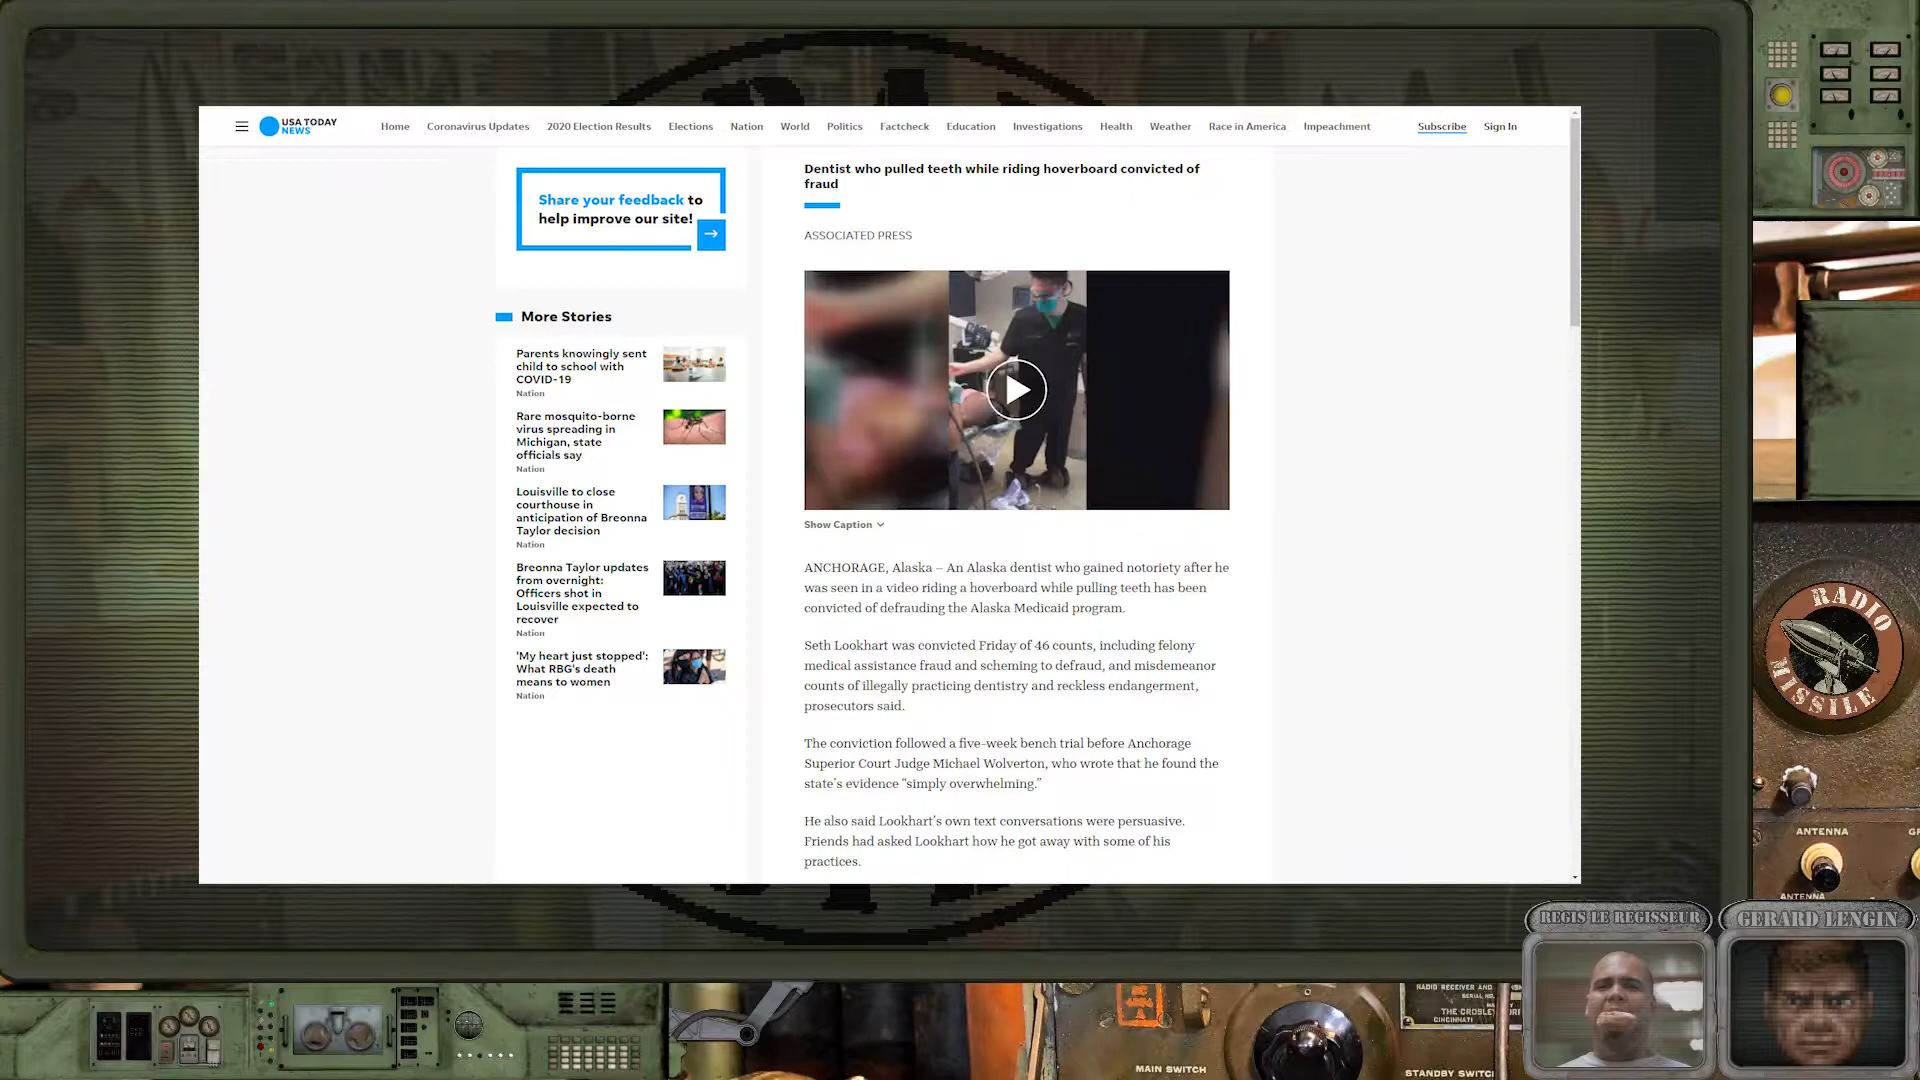 USA TODAY
NEWS
Home
Coronavirus Updates
2020 Election Results
Elections
Nation
World
Politics
Factcheck
Education
Investigations
Health
Weather
Race in America
Impeachment
Subscribe
Sign In
Share your feedback to
help improve our site!
More Stories
Parents knowingly sent
child to school with
COVID-19
Nation
Rare mosquito-borne
virus spreading in
Michigan, state
officials say
Nation
Louisville to close
courthouse in
anticipation of Breonna
Taylor decision
Nation
Breonna Taylor updates
from overnight:
Officers shot in
Louisville expected to
recover
Nation
'My heart just stopped':
What RBG's death
means to women
Nation
Dentist who pulled teeth while riding hoverboard convicted of
fraud
ASSOCIATED PRESS
Show Caption
ANCHORAGE, Alaska – An Alaska dentist who gained notoriety after he
was seen in a video riding a hoverboard while pulling teeth has been
convicted of defrauding the Alaska Medicaid program.
Seth Lookhart was convicted Friday of 46 counts, including felony
medical assistance fraud and scheming to defraud, and misdemeanor
counts of illegally practicing dentistry and reckless endangerment,
prosecutors said.
The conviction followed a five-week bench trial before Anchorage
Superior Court Judge Michael Wolverton, who wrote that he found the
state’s evidence “simply overwhelming.”
He also said Lookhart’s own text conversations were persuasive.
Friends had asked Lookhart how he got away with some of his
practices.
RADIO
MISSILE
ANTENNA
ANTENNA
REGIS LE REGISSEUR
GERARD LENGIN
RADIO RECEIVER AND
SERIAL NO.
THE CROSLEY
CINCINNATI
MAIN SWITCH
STANDBY SWITCH